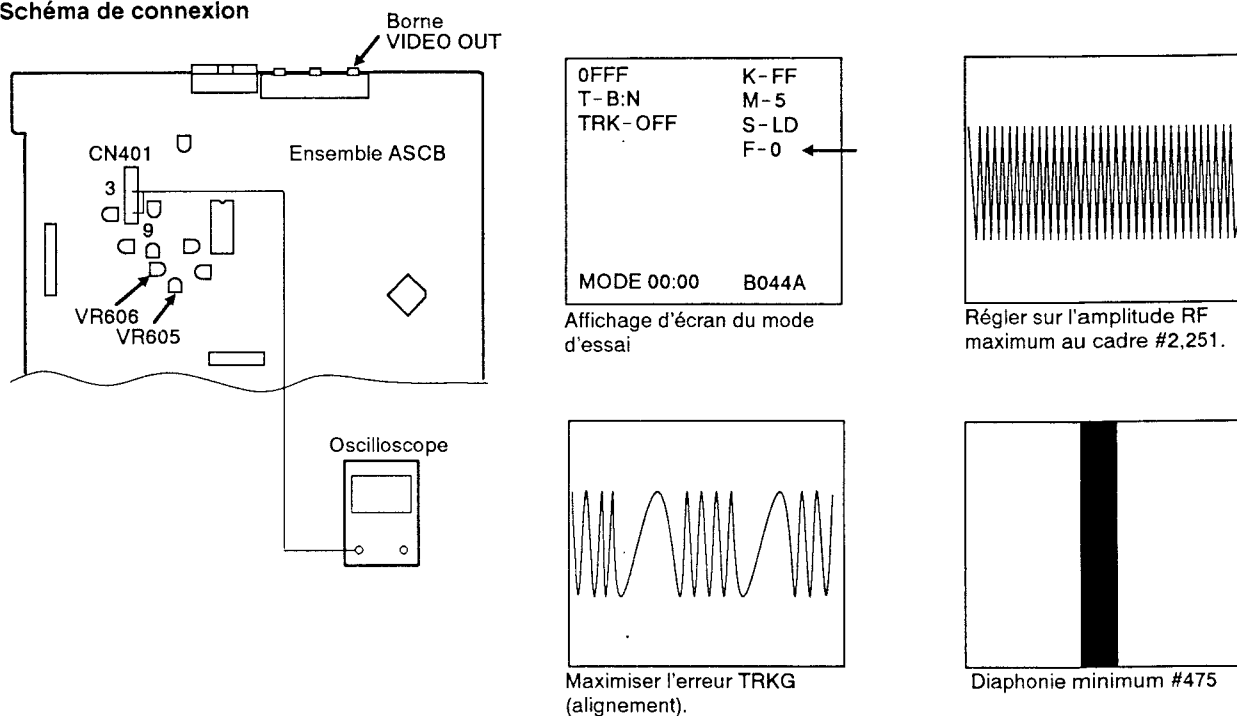 Schéma de connexion
Borne
VIDEO OUT
CN401
3
9
Ensemble ASCB
VR606
VR605
Oscilloscope
0FFF K-FF
T-B:N M-5
TRK-OFF S-LD
F-0
MODE 00:00 B044A
Affichage d'écran du mode
d'essai
Régler sur l'amplitude RF
maximum au cadre #2,251.
Maximiser l'erreur TRKG
(alignement).
Diaphonie minimum #475